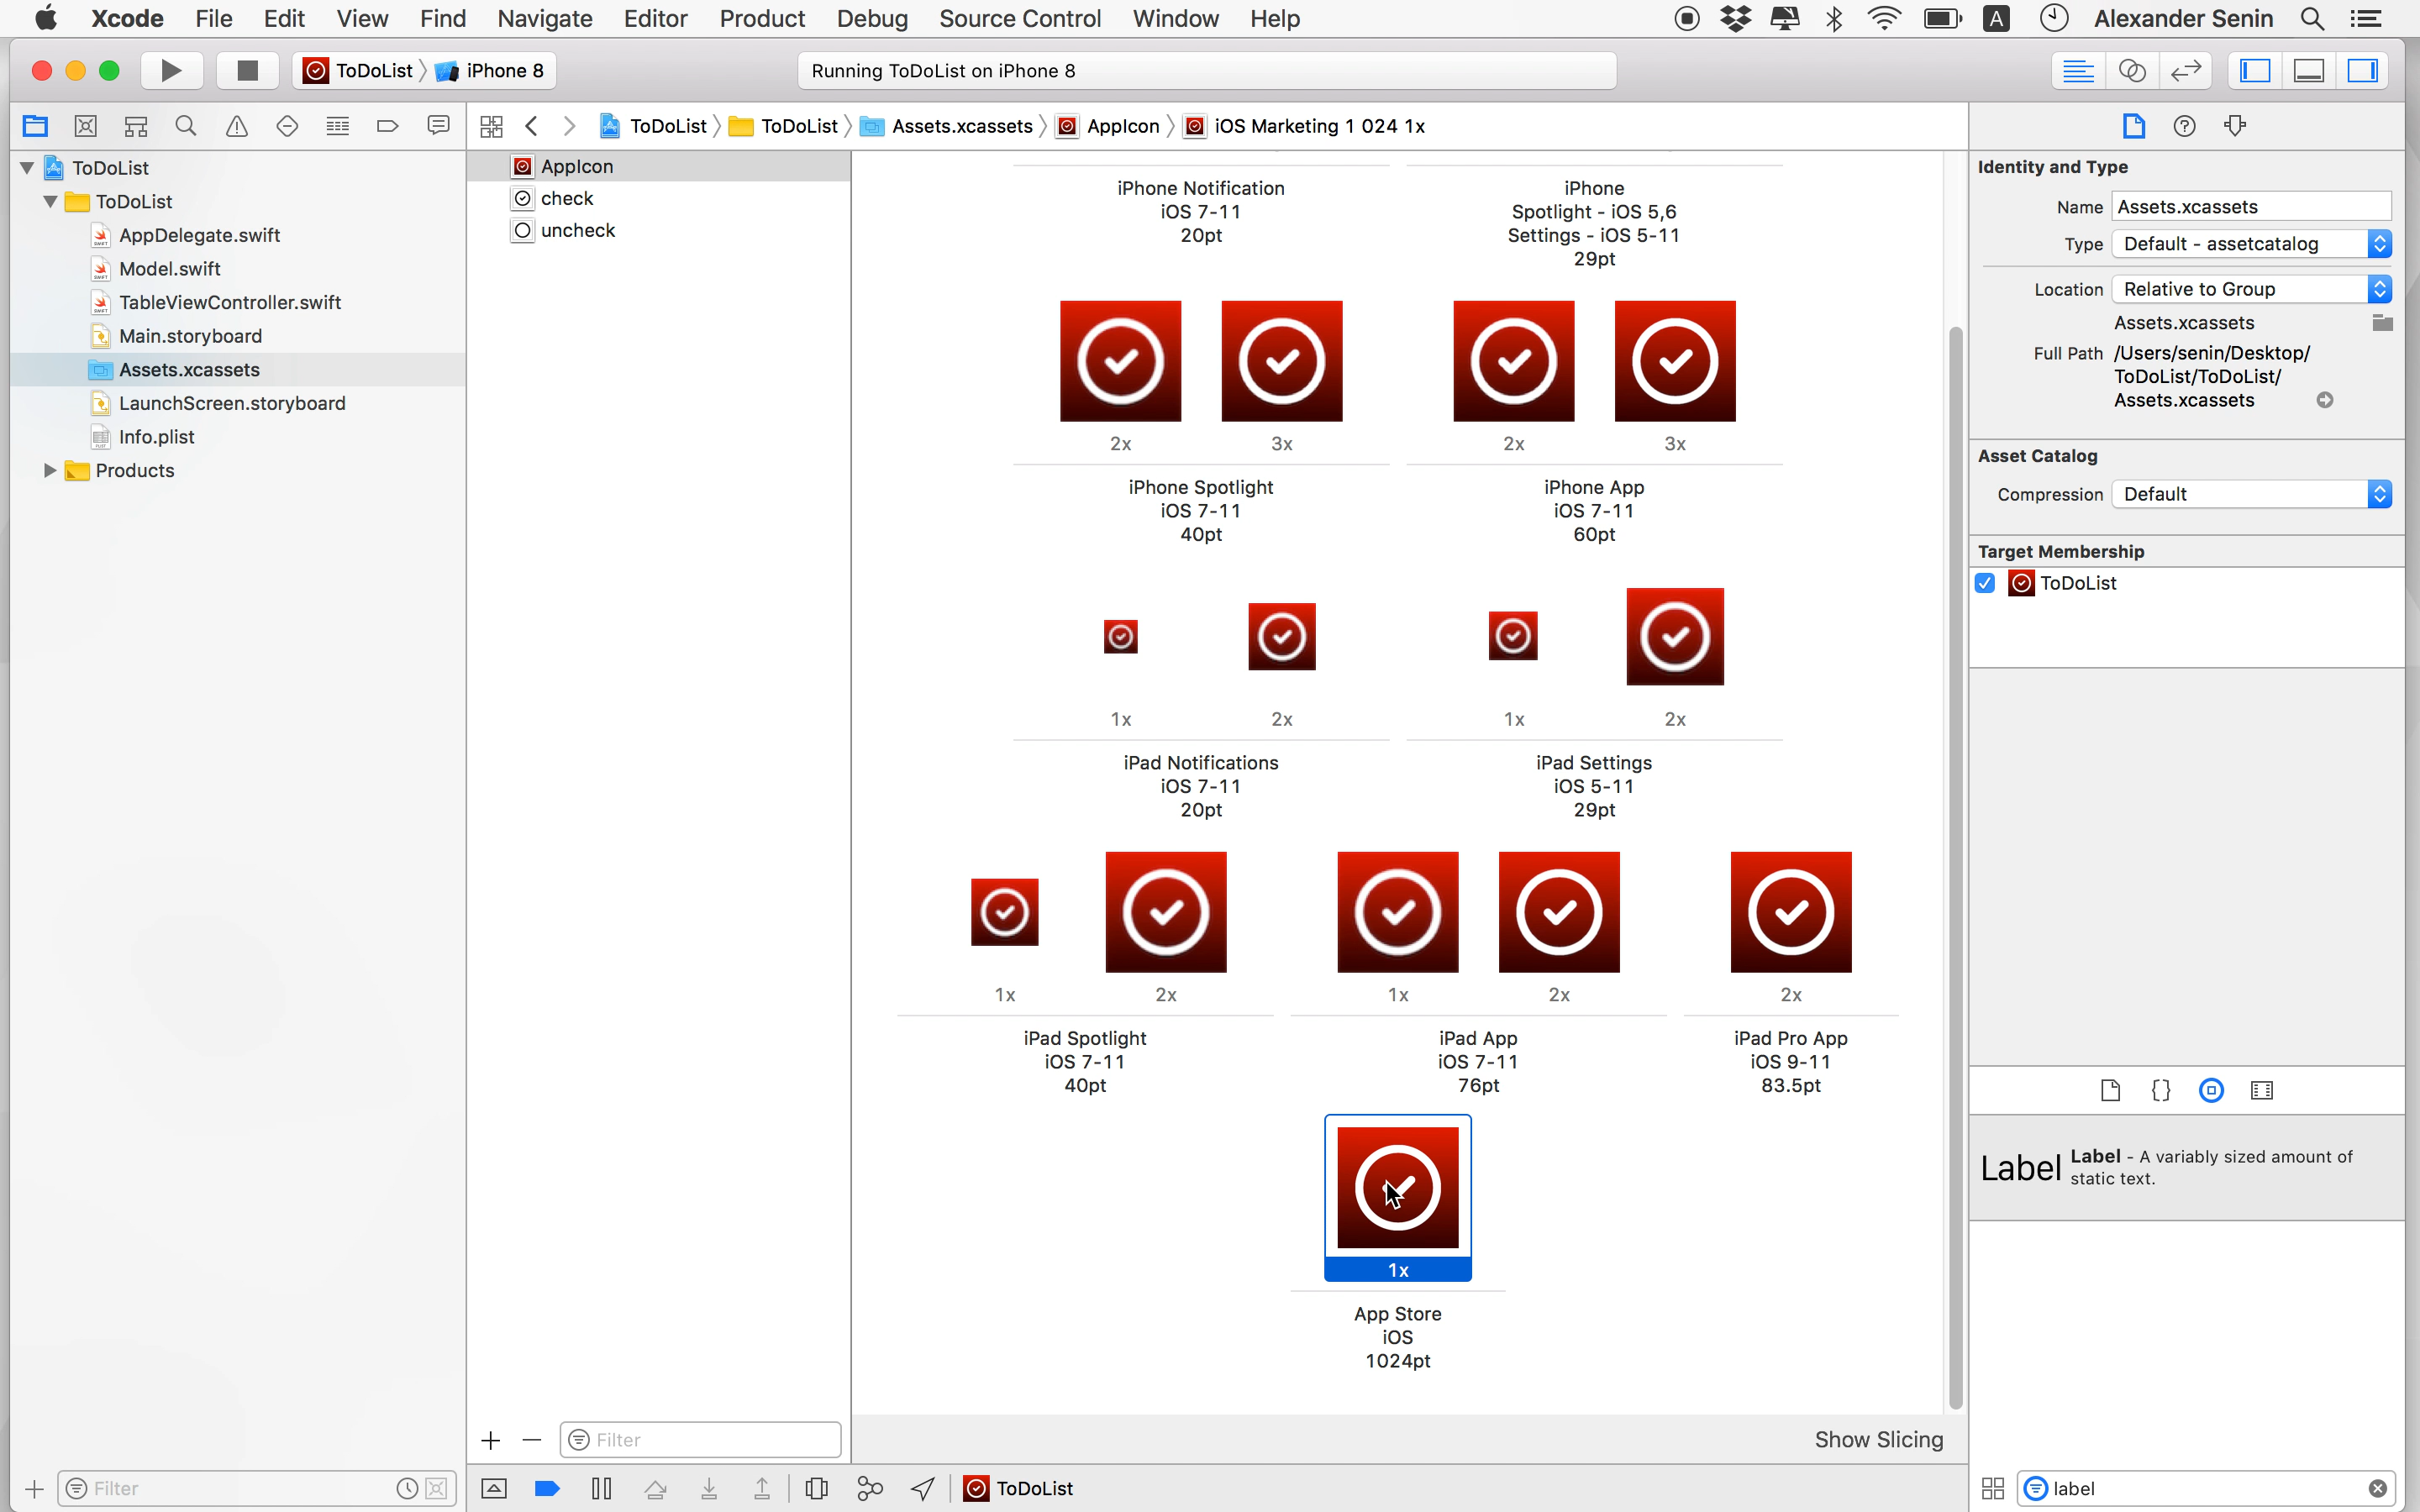 Xcode File Edit View Find Navigate Editor Product Debug Source Control Window Help A Alexander Senin
ToDoList iPhone 8 Running ToDoList on iPhone 8
ToDoList ToDoList Assets.xcassets AppIcon iOS Marketing 1 024 1x
ToDoList
ToDoList
AppDelegate.swift
Model.swift
TableViewController.swift
Main.storyboard
Assets.xcassets
LaunchScreen.storyboard
Info.plist
Products
Filter
AppIcon
check
uncheck
Filter
iPhone Notification
iOS 7-11
20pt
iPhone
Spotlight - iOS 5,6
Settings - iOS 5-11
29pt
2x 3x
iPhone Spotlight
iOS 7-11
40pt
2x 3x
iPhone App
iOS 7-11
60pt
1x 2x
iPad Notifications
iOS 7-11
20pt
1x 2x
iPad Settings
iOS 5-11
29pt
1x 2x
iPad Spotlight
iOS 7-11
40pt
1x 2x
iPad App
iOS 7-11
76pt
2x
iPad Pro App
iOS 9-11
83.5pt
1x
App Store
iOS
1024pt
Show Slicing
ToDoList
Identity and Type
Name Assets.xcassets
Type Default - assetcatalog
Location Relative to Group
Assets.xcassets
Full Path /Users/senin/Desktop/
ToDoList/ToDoList/
Assets.xcassets
Asset Catalog
Compression Default
Target Membership
ToDoList
{}
Label Label - A variably sized amount of
static text.
label